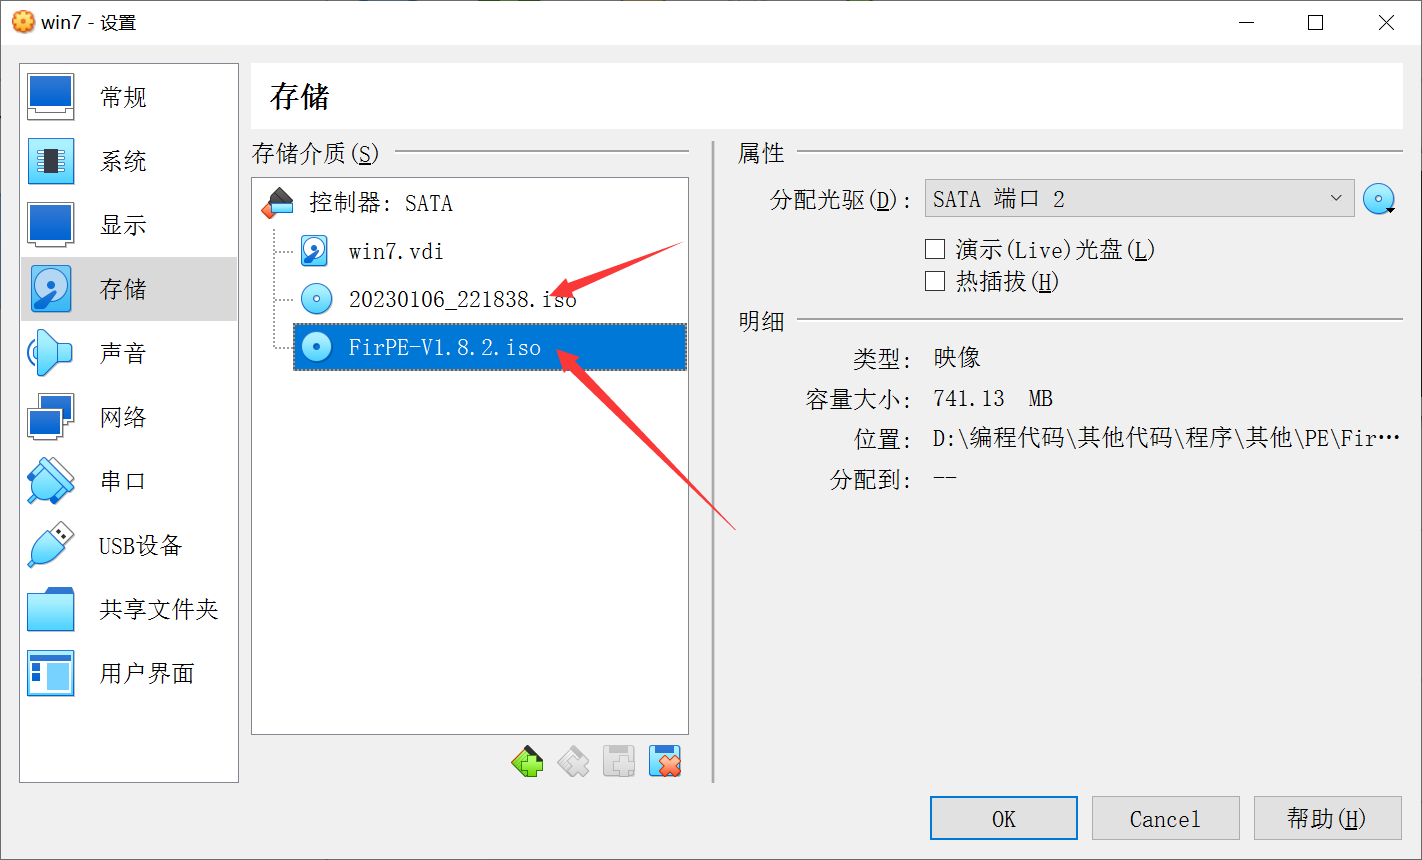 win7 - 设置
常规
系统
显示
存储
声音
网络
串口
USB设备
共享文件夹
用户界面
存储
存储介质(S)
控制器: SATA
win7.vdi
20230106_221838.iso
FirPE-V1.8.2.iso
属性
分配光驱(D): SATA 端口 2
演示(Live)光盘(L)
热插拔(H)
明细
类型: 映像
容量大小: 741.13 MB
位置: D:\编程代码\其他代码\程序\其他\PE\Fir…
分配到: --
OK
Cancel
帮助(H)